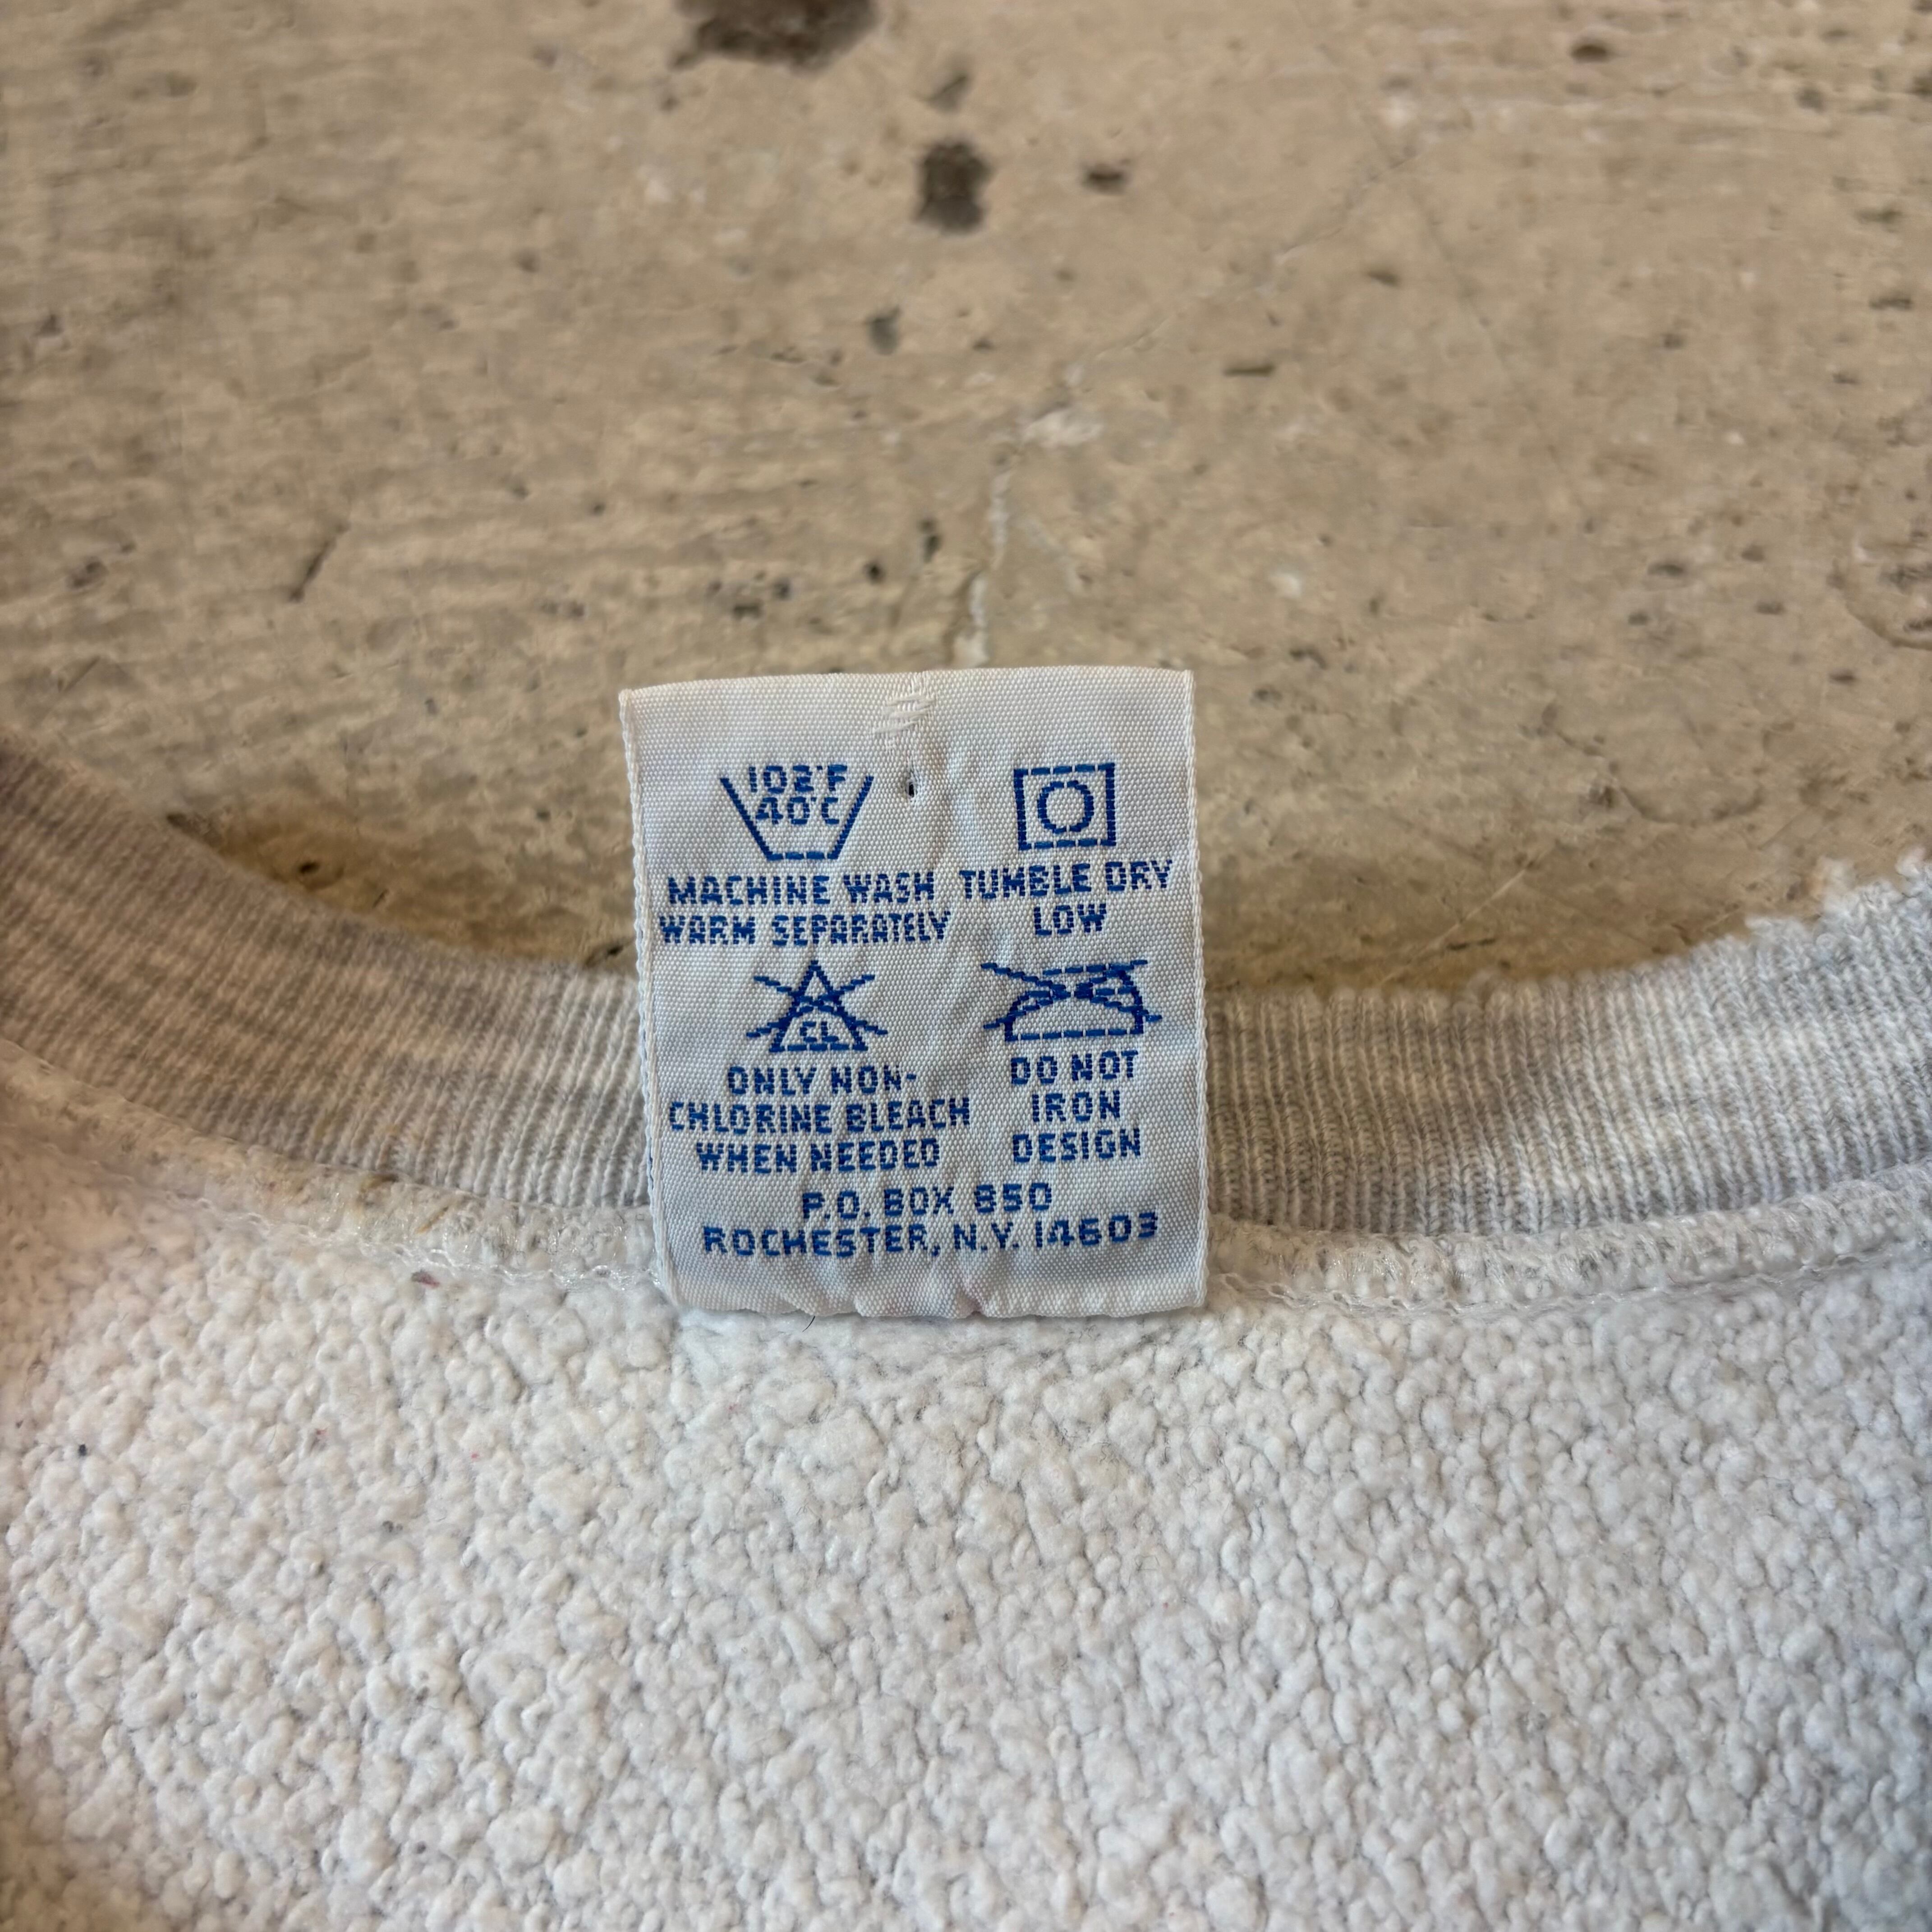 102°F
40°C
MACHINE WASH
WARM SEPARATELY
TUMBLE DRY
LOW
CL
ONLY NON-
CHLORINE BLEACH
WHEN NEEDED
DO NOT
IRON
DESIGN
P.O. BOX 850
ROCHESTER, N.Y. 14603